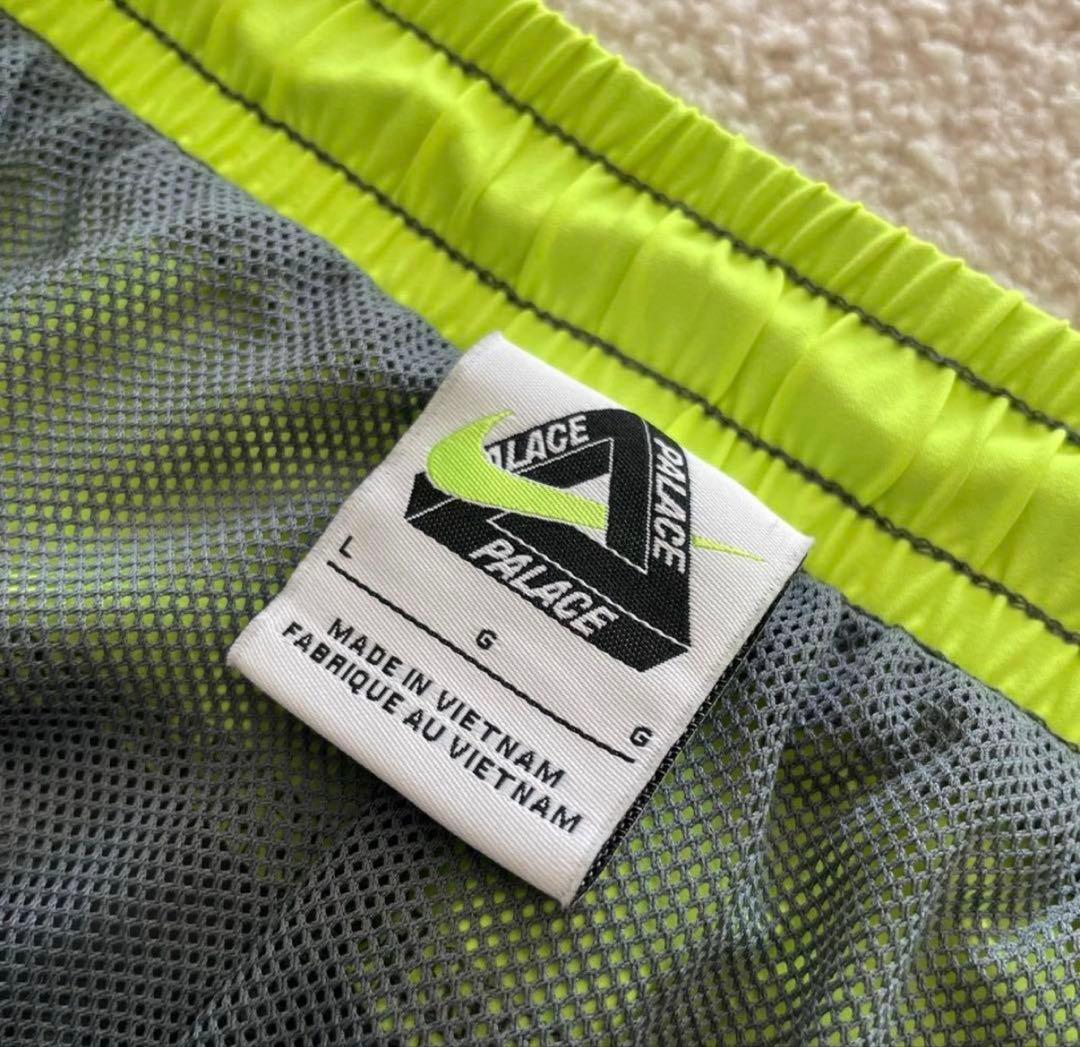 PALACE
PALACE
PALACE
L G G
MADE IN VIETNAM
FABRIQUE AU VIETNAM